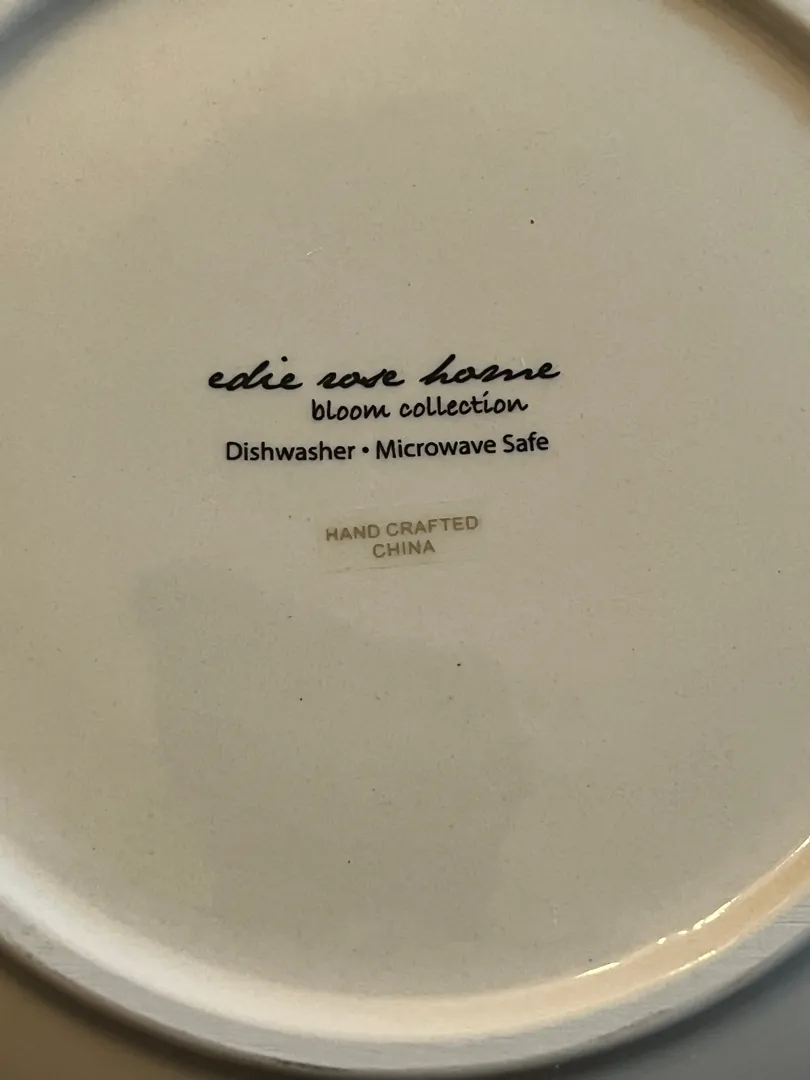 edie rose home
bloom collection
Dishwasher • Microwave Safe
HAND CRAFTED
CHINA